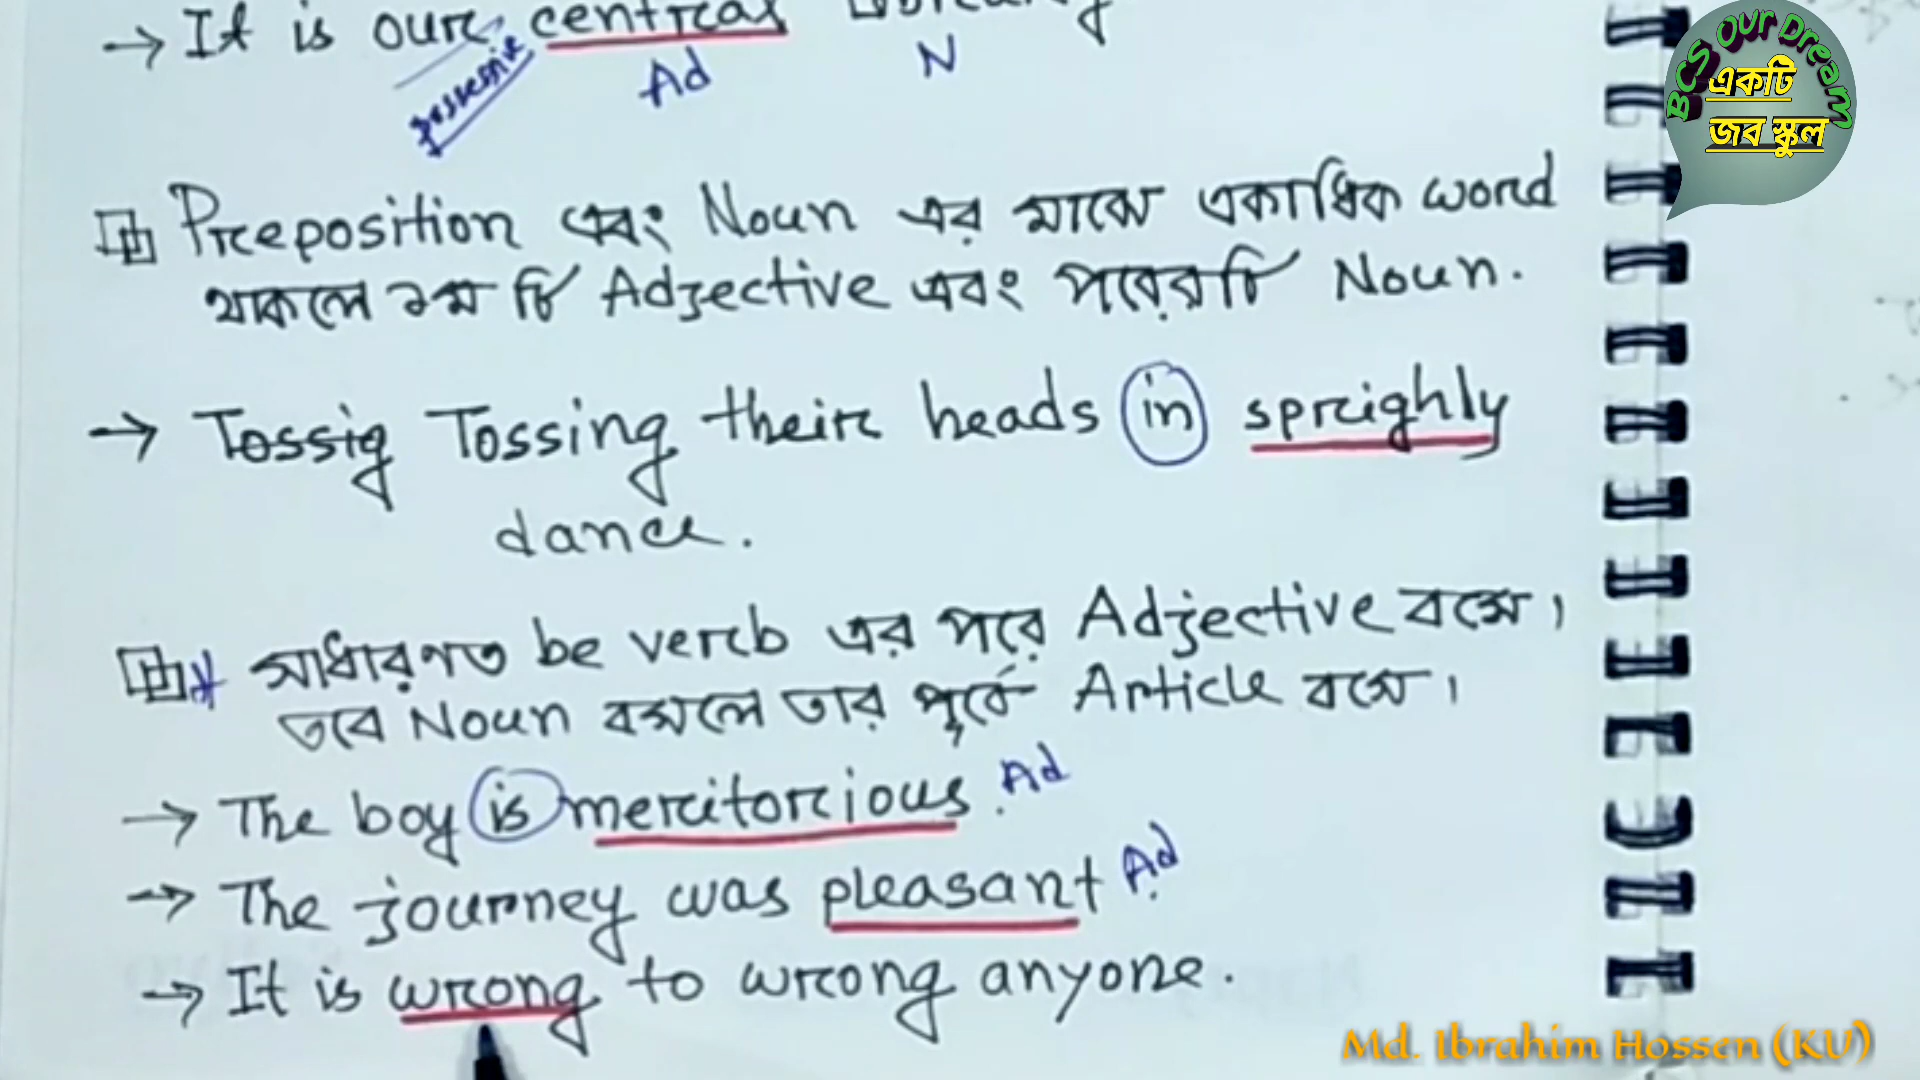 → It is our central library
possessive
Ad
N
Preposition এবং Noun এর মাঝে একাধিক word
থাকলে ১ম টি Adjective এবং পরেরটি Noun.
→ Tossig Tossing their heads in sprighly
dance.
সাধারণত be verb এর পরে Adjective বসে।
তবে Noun বসলে তার পূর্বে Article বসে।
→ The boy is meritorious. Ad
→ The journey was pleasant. Ad
→ It is wrong to wrong anyone.
BCS Our Dream
একটি
জব স্কুল
Md. Ibrahim Hossen (KU)